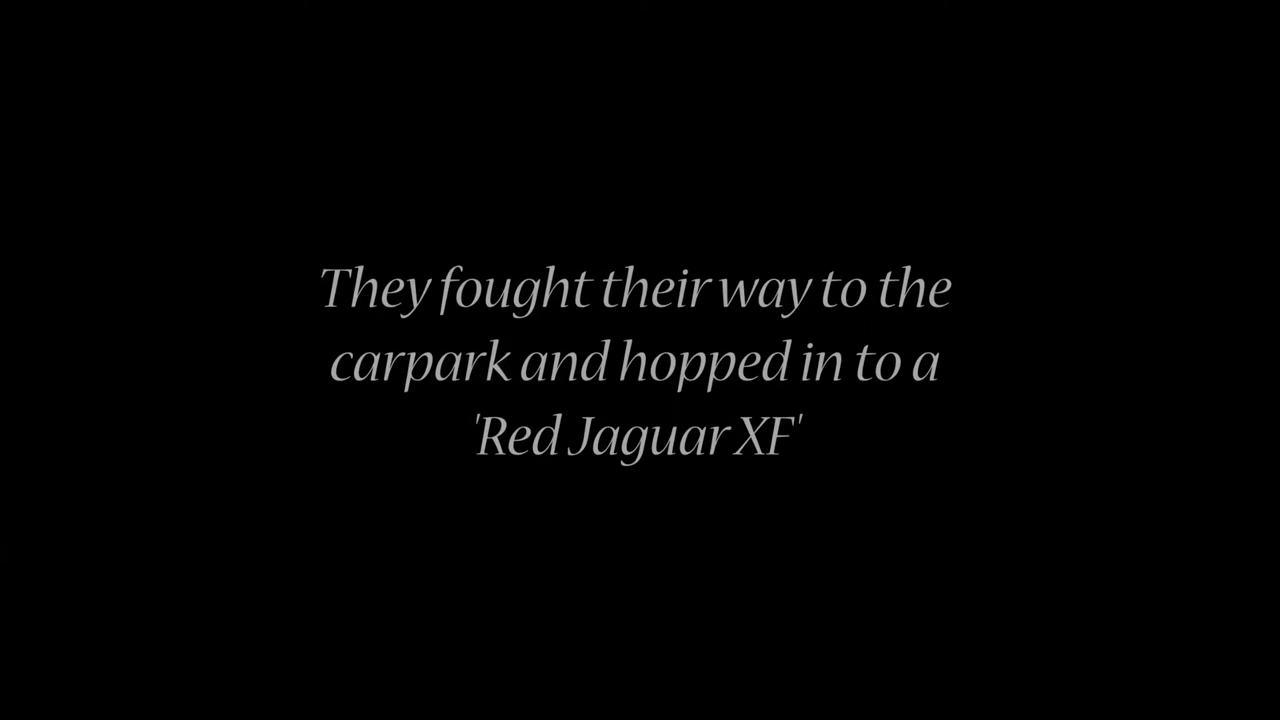 They fought their way to the
carpark and hopped in to a
'Red Jaguar XF'